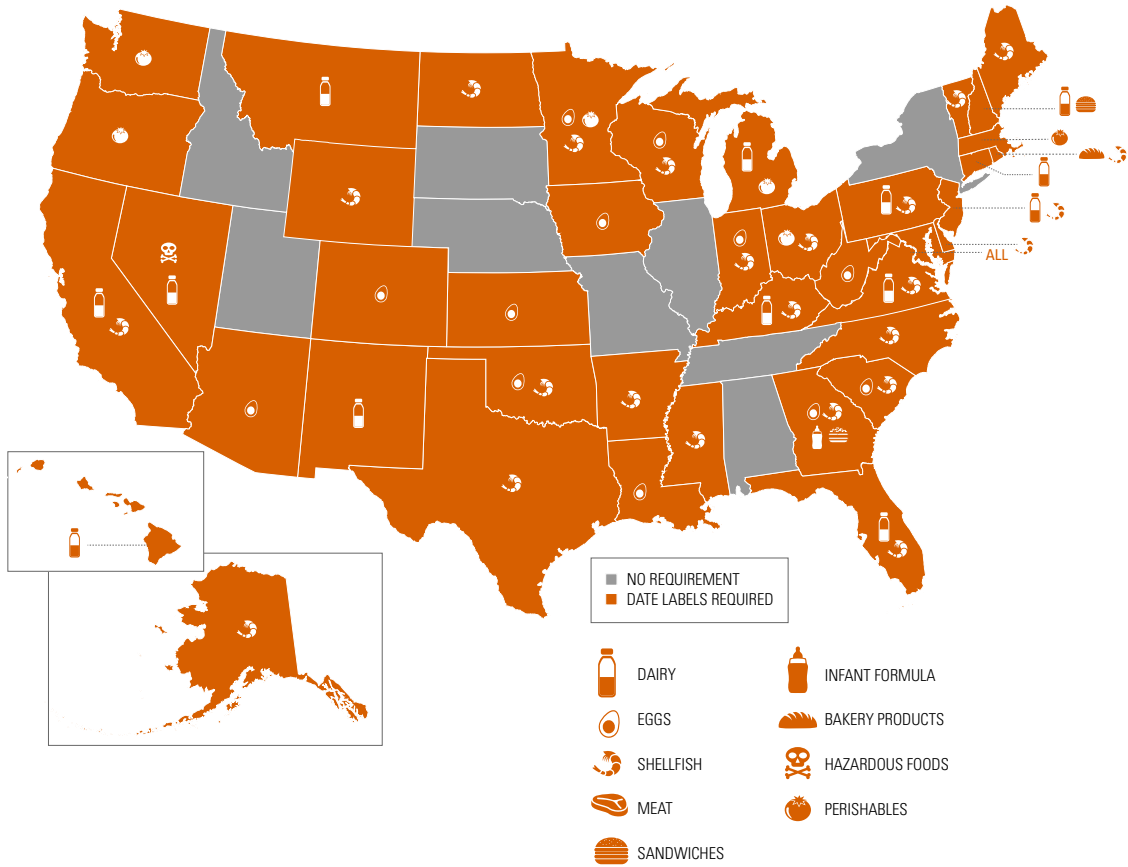 ALL
NO REQUIREMENT
DATE LABELS REQUIRED
DAIRY
EGGS
SHELLFISH
MEAT
SANDWICHES
INFANT FORMULA
BAKERY PRODUCTS
HAZARDOUS FOODS
PERISHABLES